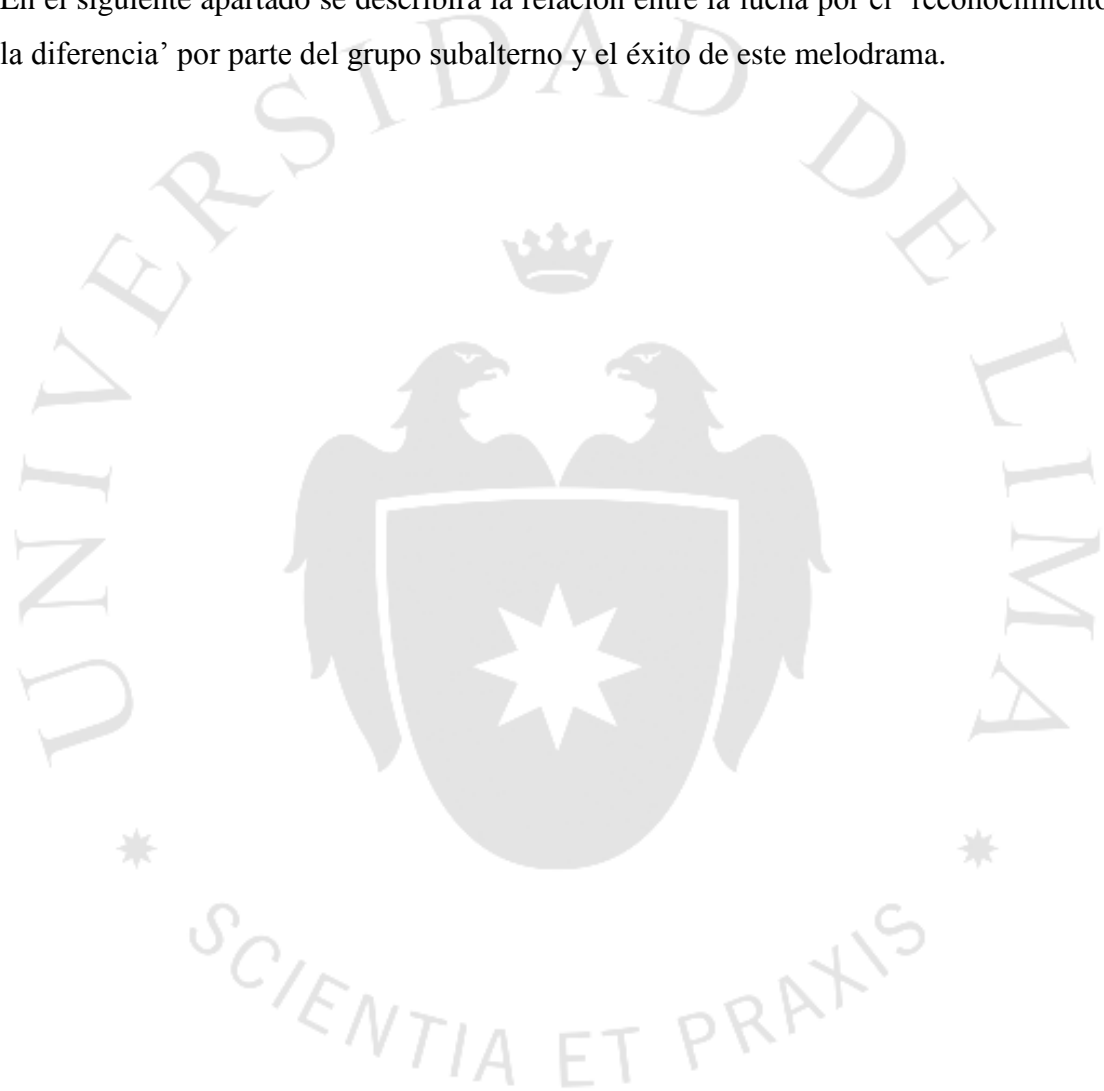 En el siguiente apartado se describirá la relación entre la lucha por el ‘reconocimiento
la diferencia’ por parte del grupo subalterno y el éxito de este melodrama.
UNIVERSIDAD DE LIMA
SCIENTIA ET PRAXIS